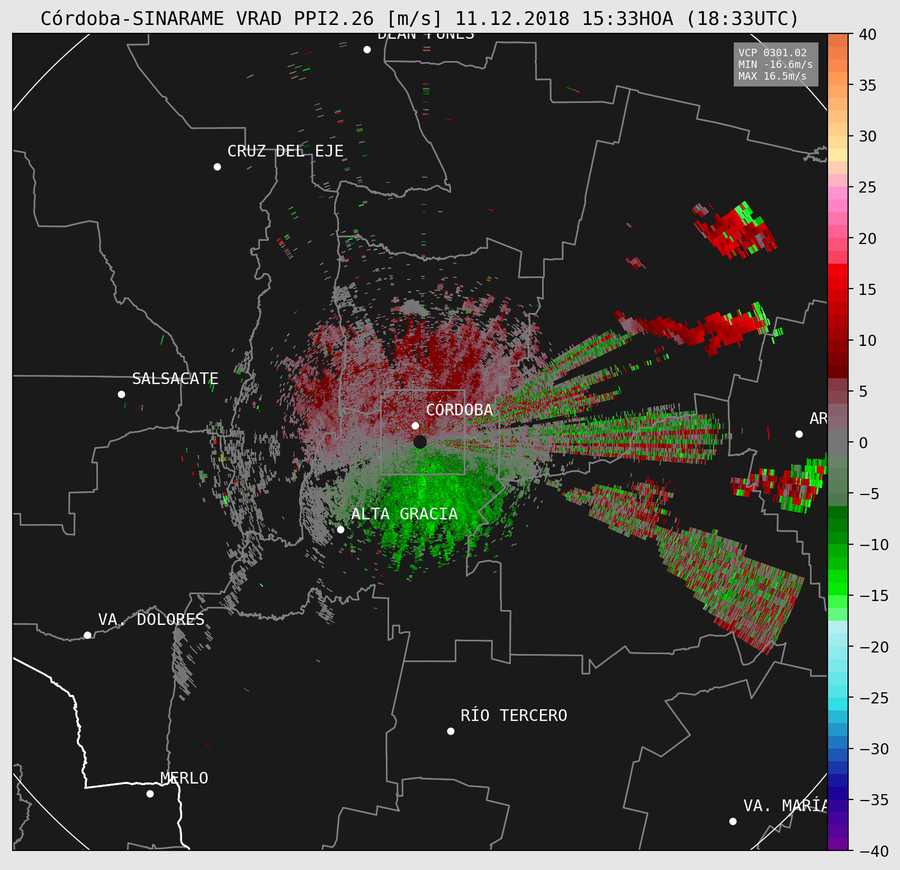 Córdoba-SINARAME VRAD PPI2.26 [m/s] 11.12.2018 15:33HOA (18:33UTC)
VCP 0301.02
MIN -16.6m/s
MAX 16.5m/s
DEAN FUNES
CRUZ DEL EJE
SALSACATE
CÓRDOBA
AR
ALTA GRACIA
VA. DOLORES
RÍO TERCERO
MERLO
VA. MARÍA
40
35
30
25
20
15
10
5
0
−5
−10
−15
−20
−25
−30
−35
−40